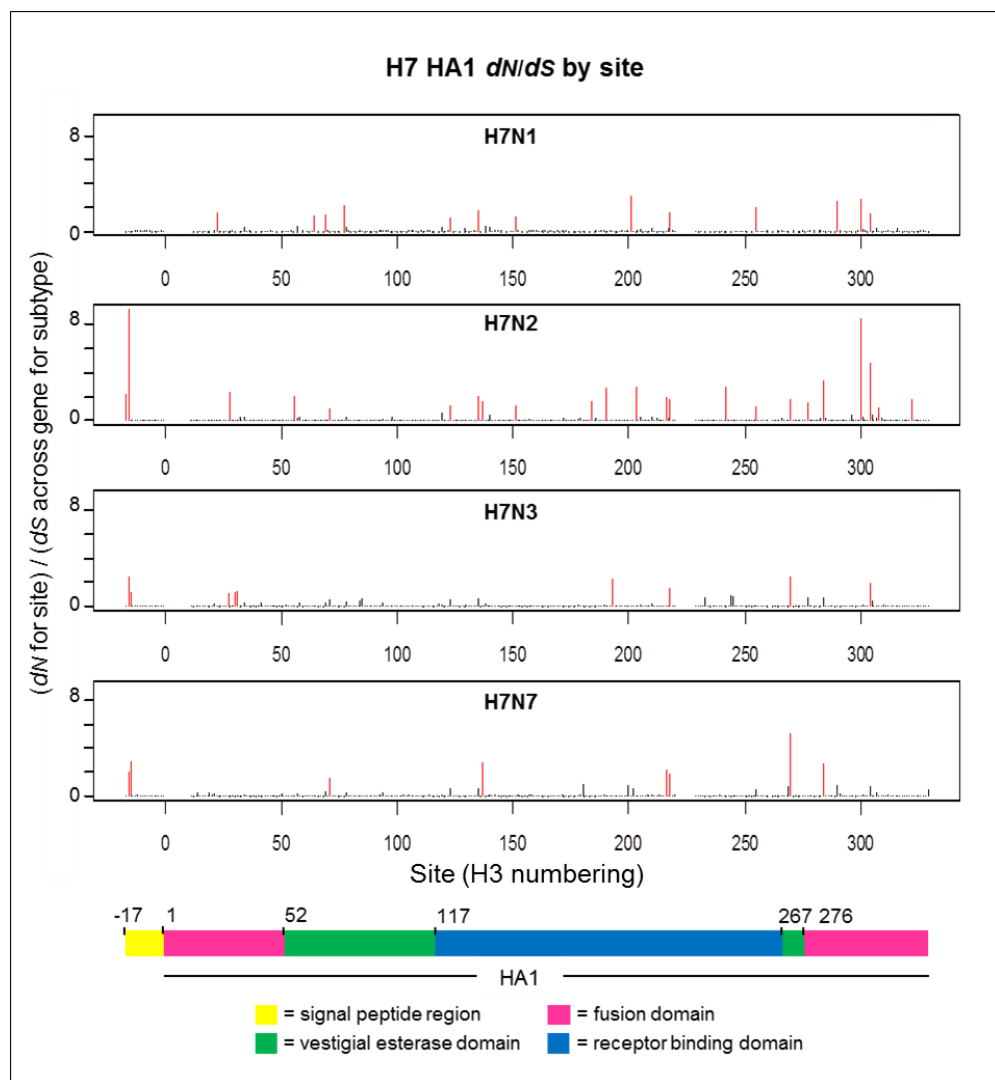 H7 HA1 dN/dS by site
(dN for site) / (dS across gene for subtype)
H7N1
8
0
0 50 100 150 200 250 300
H7N2
8
0
0 50 100 150 200 250 300
H7N3
8
0
0 50 100 150 200 250 300
H7N7
8
0
0 50 100 150 200 250 300
Site (H3 numbering)
-17 1 52 117 267 276
HA1
= signal peptide region
= fusion domain
= vestigial esterase domain
= receptor binding domain